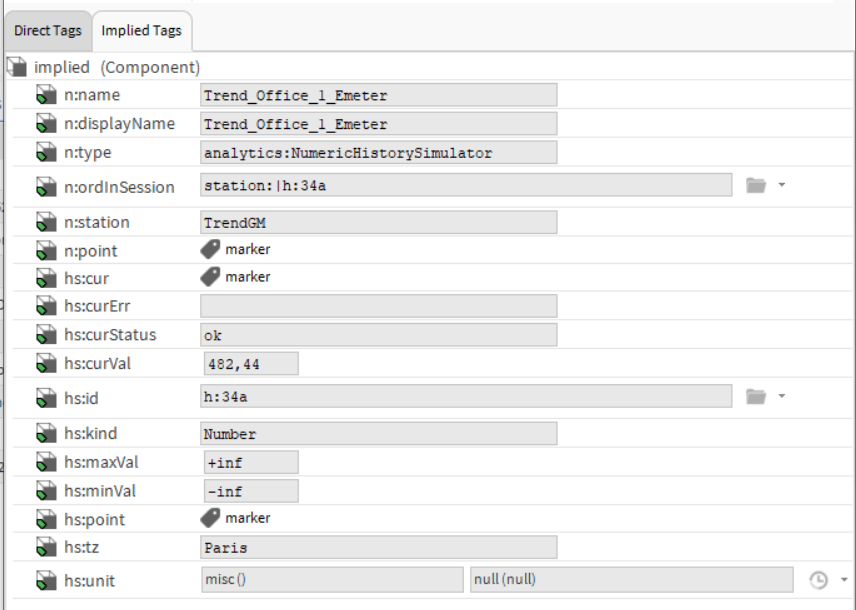 Direct Tags Implied Tags
implied (Component)
n:name Trend_Office_1_Emeter
n:displayName Trend_Office_1_Emeter
n:type analytics:NumericHistorySimulator
n:ordInSession station:|h:34a
n:station TrendGM
n:point marker
hs:cur marker
hs:curErr
hs:curStatus ok
hs:curVal 482,44
hs:id h:34a
hs:kind Number
hs:maxVal +inf
hs:minVal -inf
hs:point marker
hs:tz Paris
hs:unit misc() null (null)